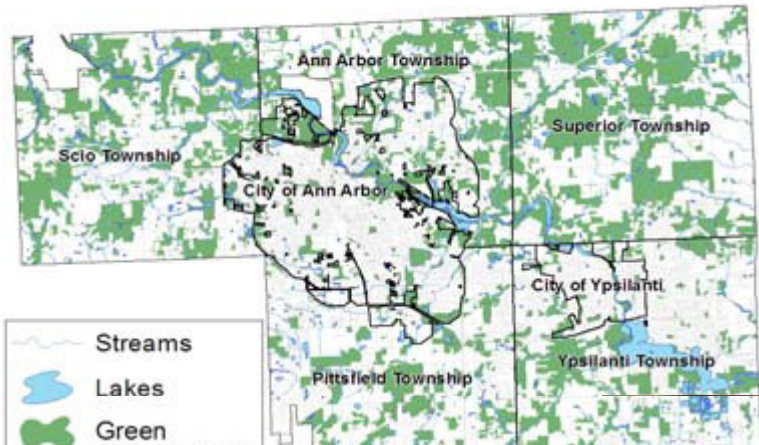 Ann Arbor Township
Superior Township
Scio Township
City of Ann Arbor
City of Ypsilanti
Pittsfield Township
Ypsilanti Township
Streams
Lakes
Green